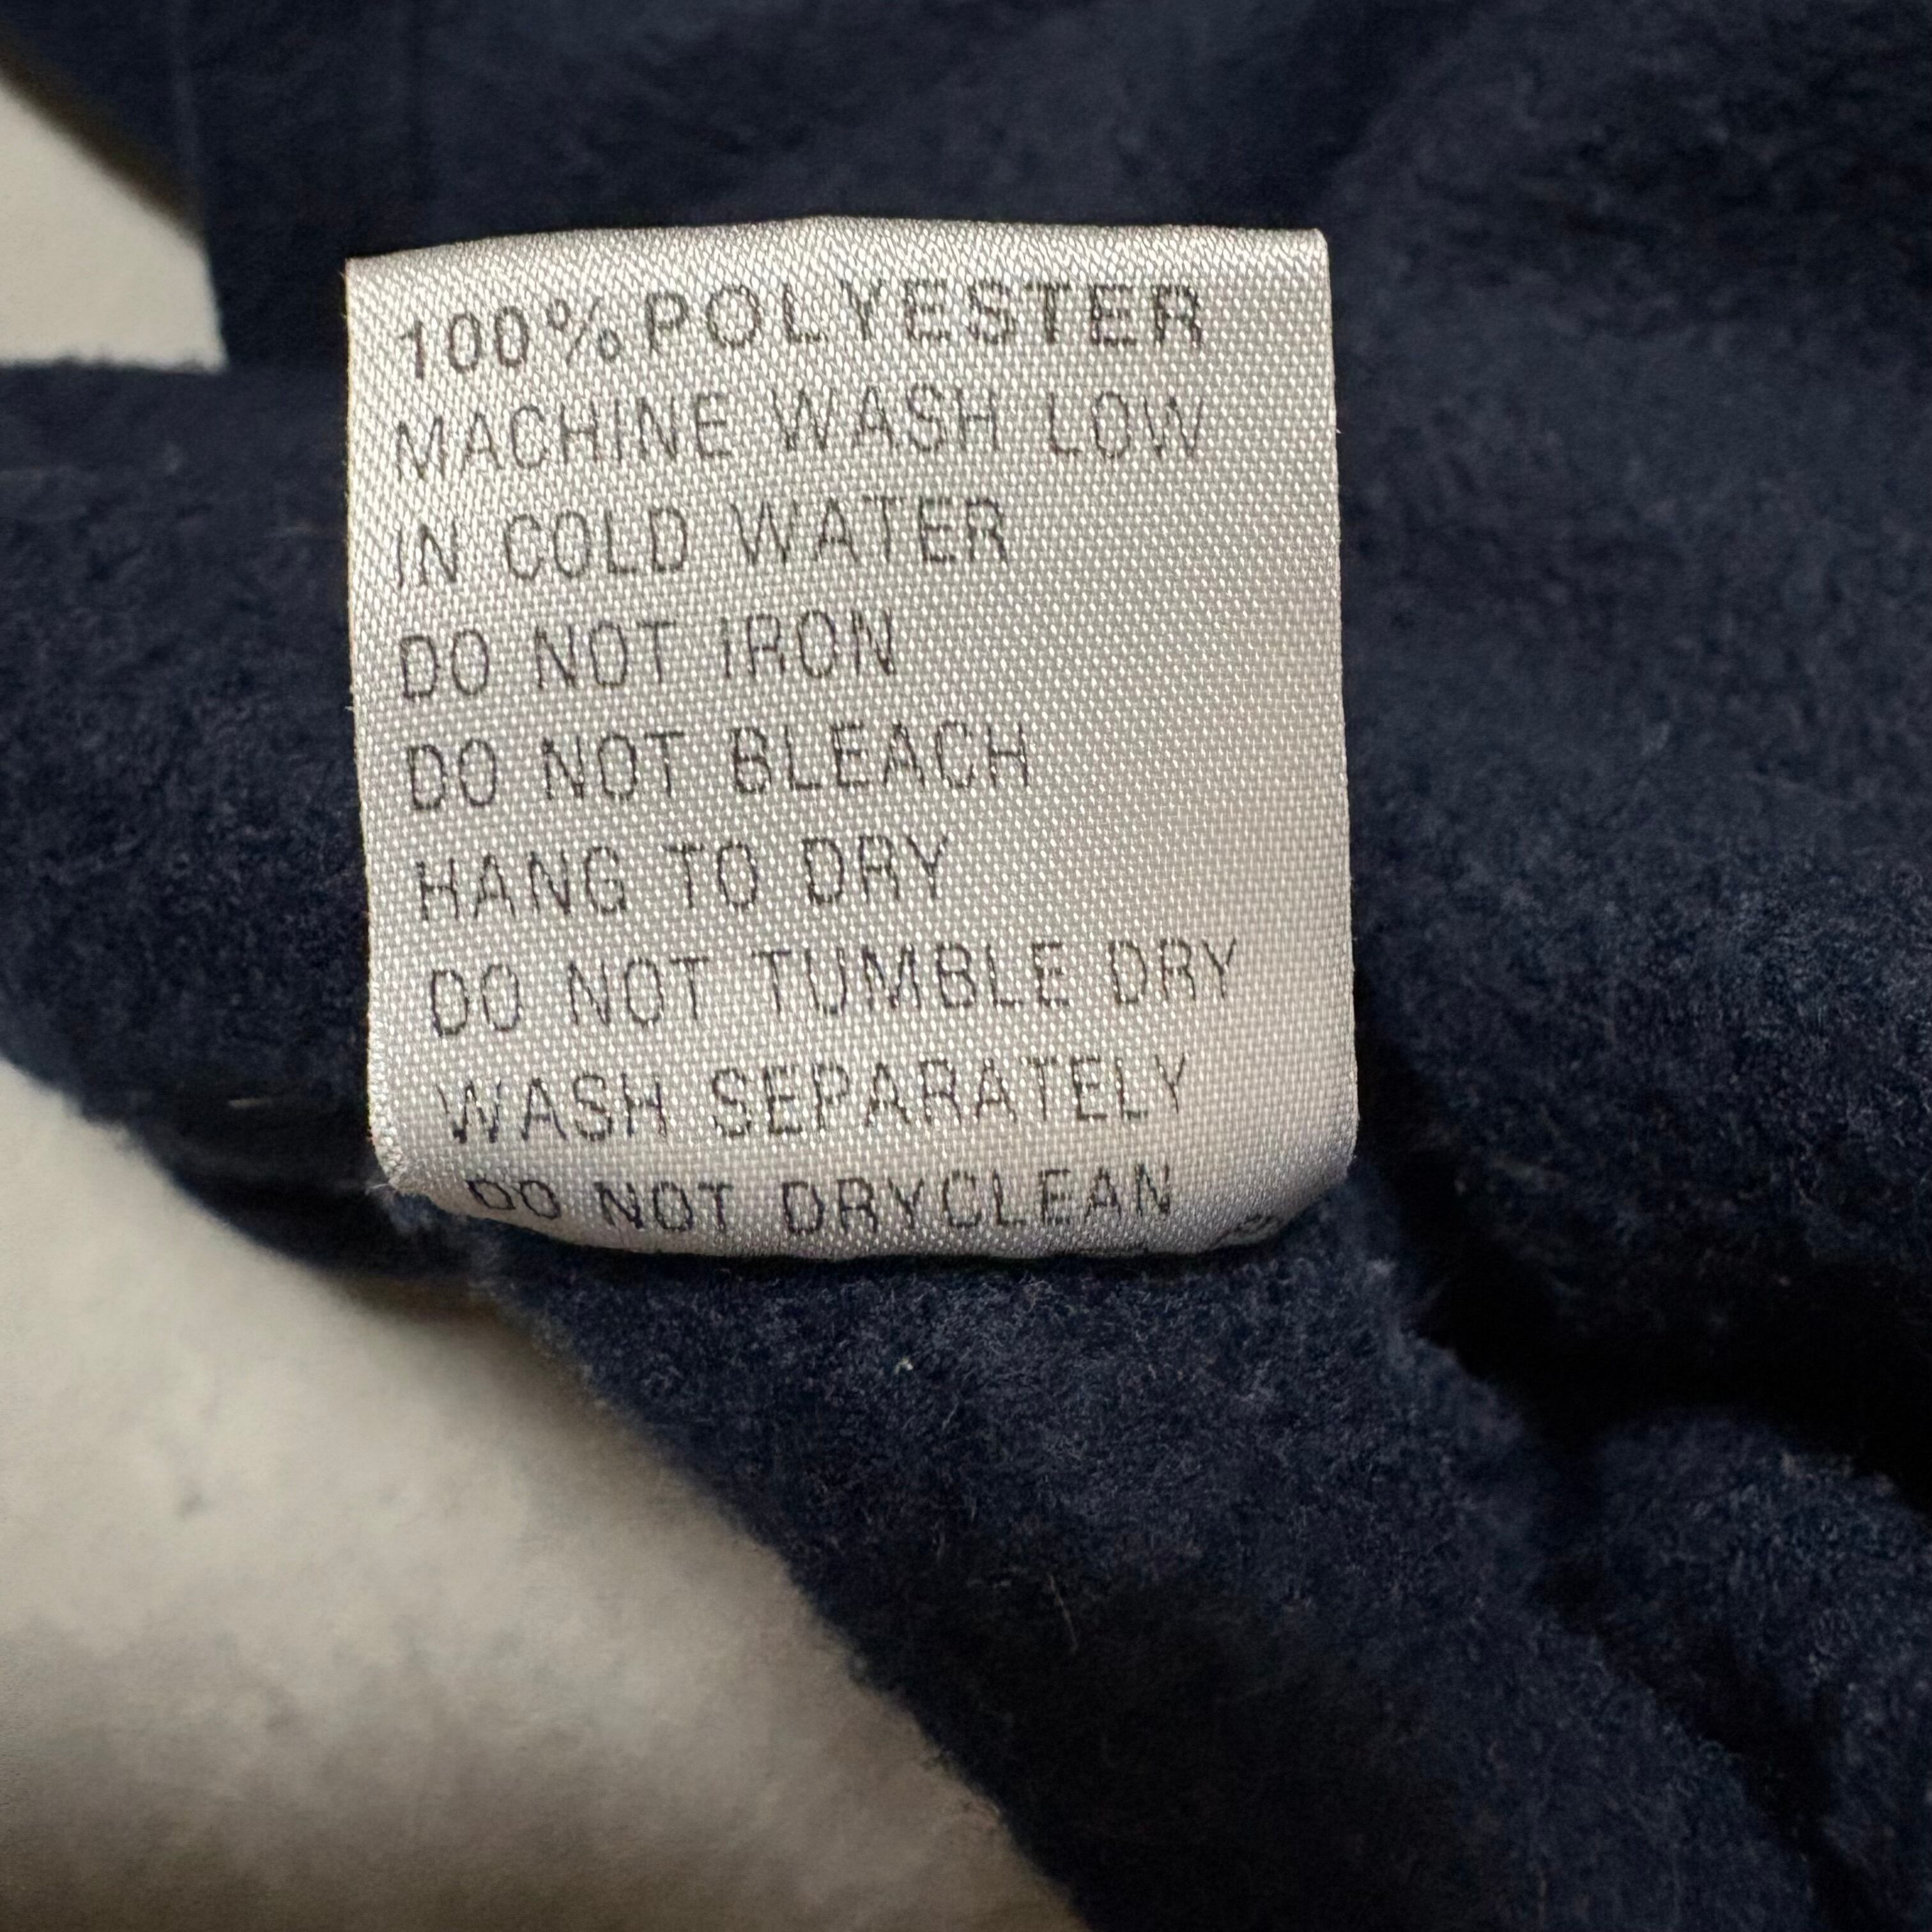 100%POLYESTER
MACHINE WASH LOW
IN COLD WATER
DO NOT IRON
DO NOT BLEACH
HANG TO DRY
DO NOT TUMBLE DRY
WASH SEPARATELY
DO NOT DRYCLEAN